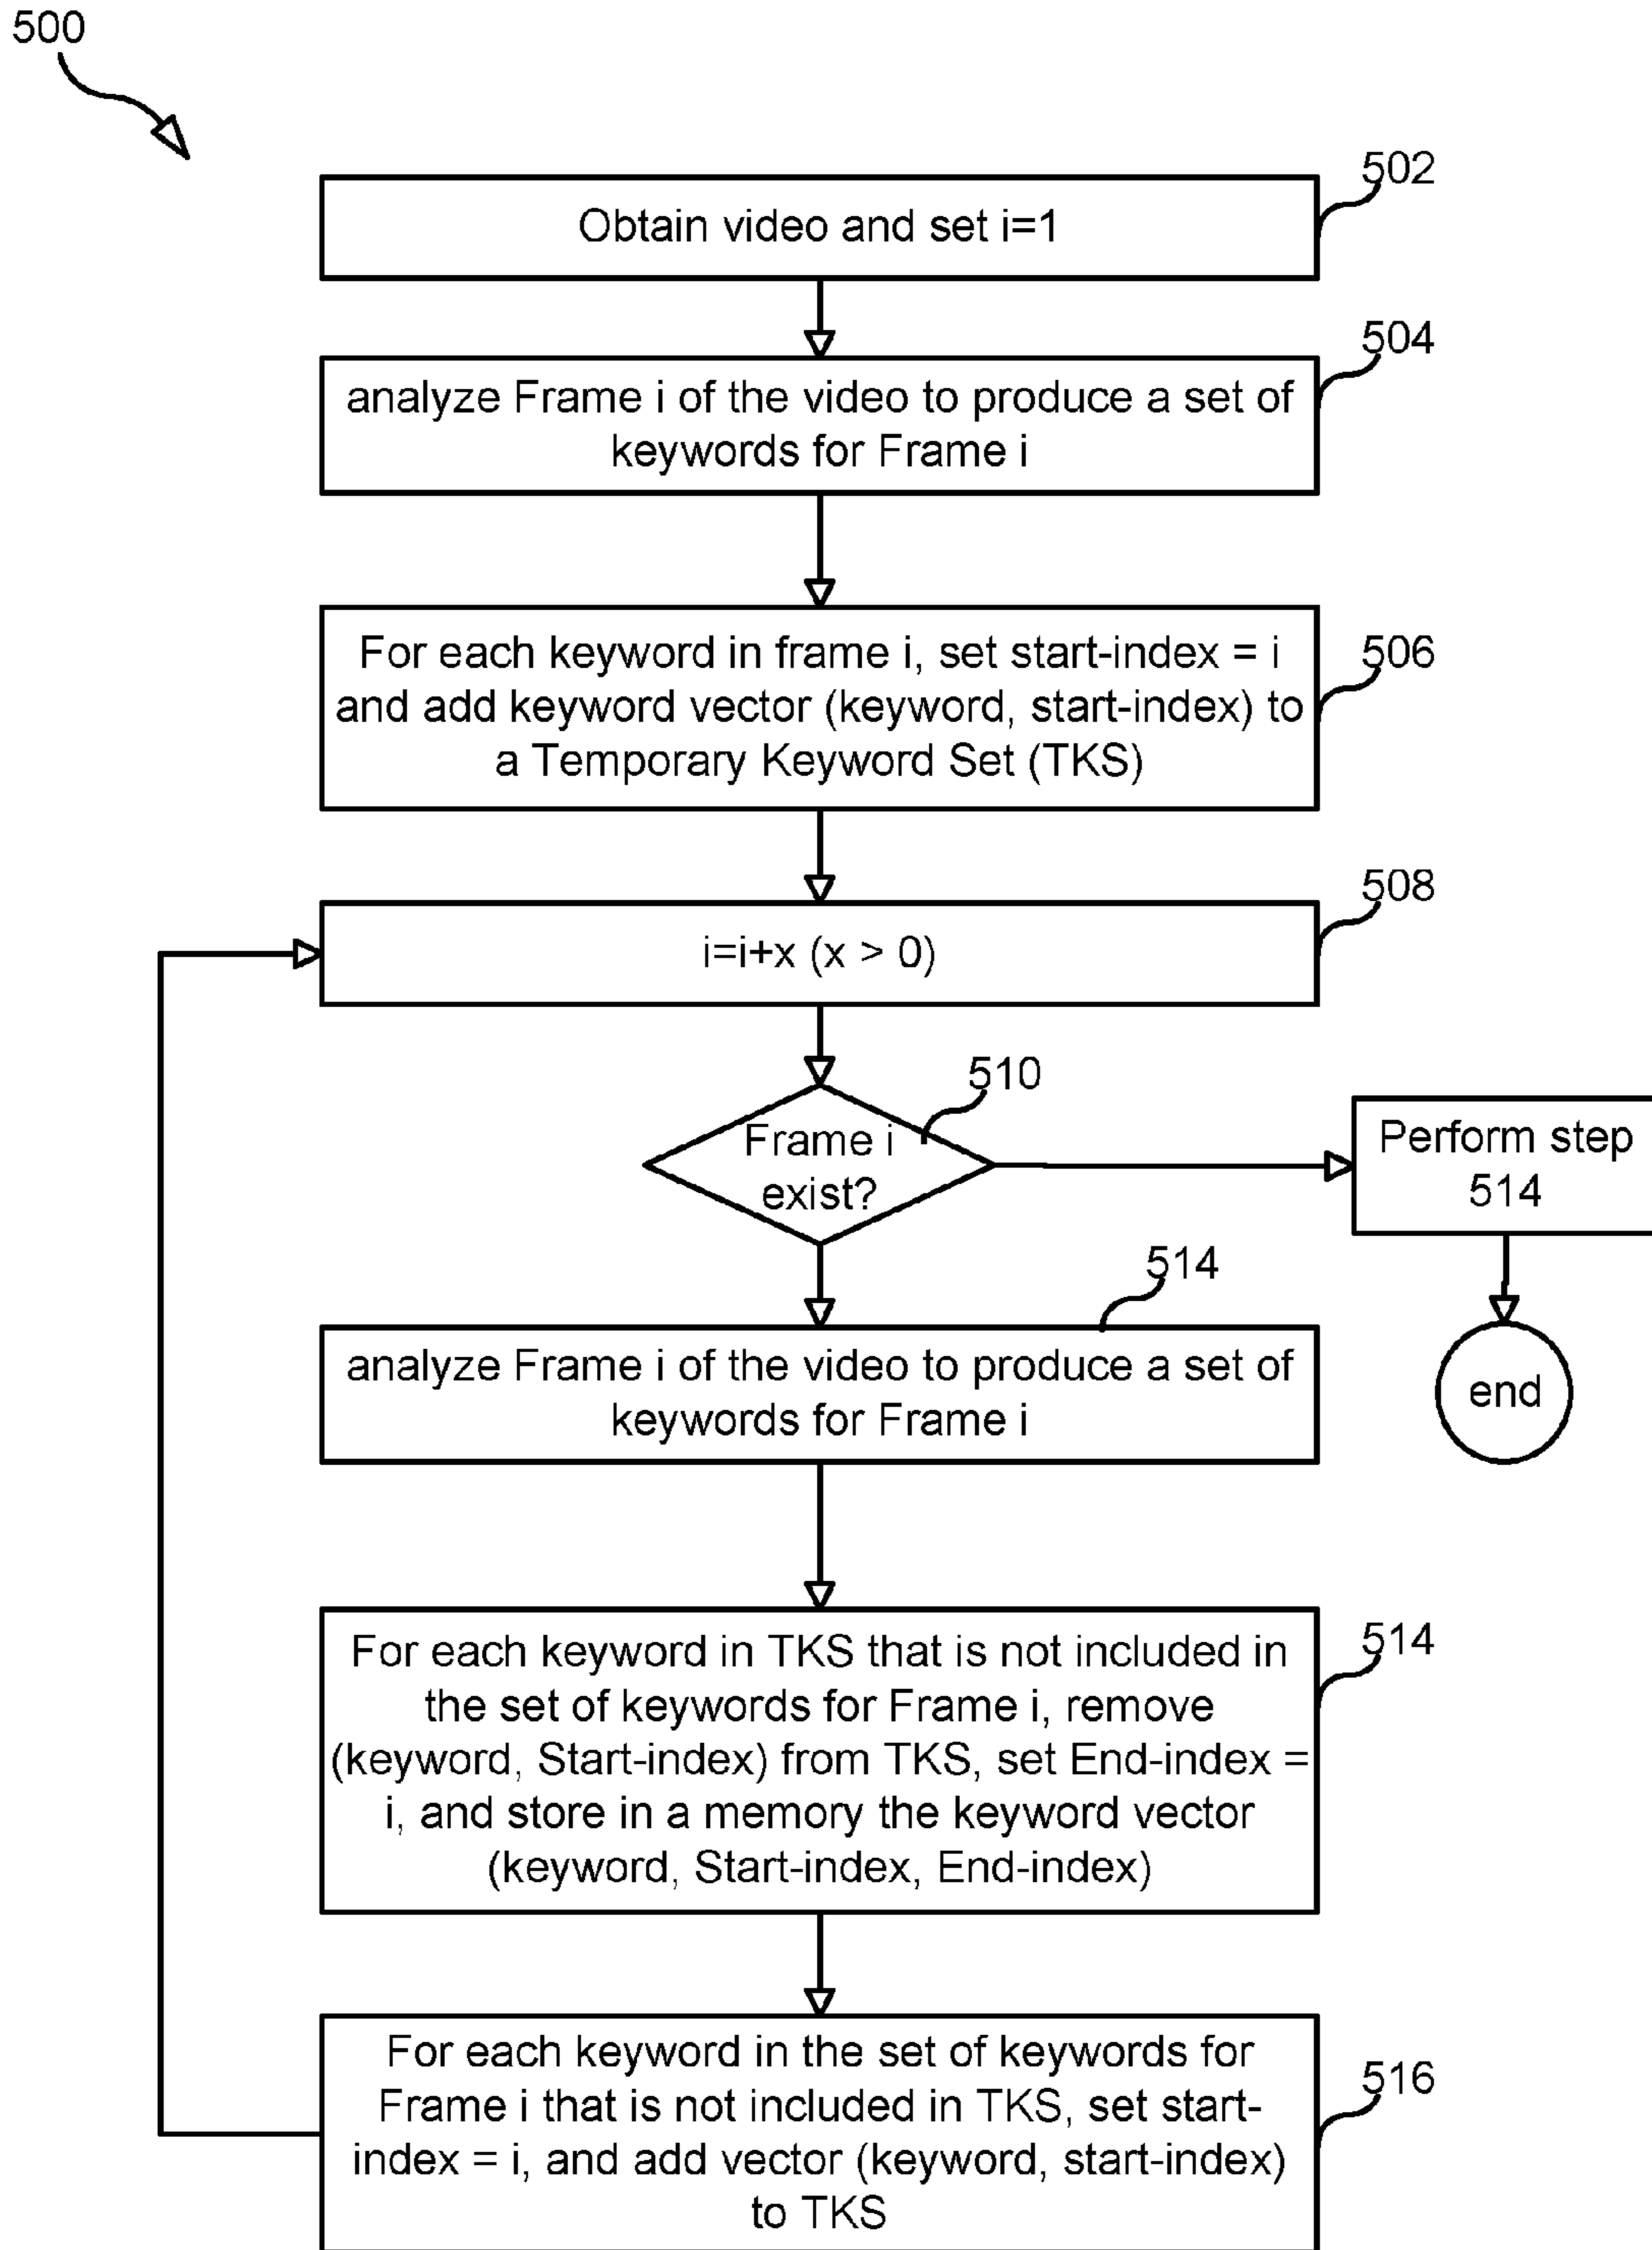 500
502
Obtain video and set i=1
504
analyze Frame i of the video to produce a set of
keywords for Frame i
506
For each keyword in frame i, set start-index = i
and add keyword vector (keyword, start-index) to
a Temporary Keyword Set (TKS)
508
i=i+x (x > 0)
510
Frame i
exist?
Perform step
514
end
514
analyze Frame i of the video to produce a set of
keywords for Frame i
514
For each keyword in TKS that is not included in
the set of keywords for Frame i, remove
(keyword, Start-index) from TKS, set End-index =
i, and store in a memory the keyword vector
(keyword, Start-index, End-index)
516
For each keyword in the set of keywords for
Frame i that is not included in TKS, set start-
index = i, and add vector (keyword, start-index)
to TKS